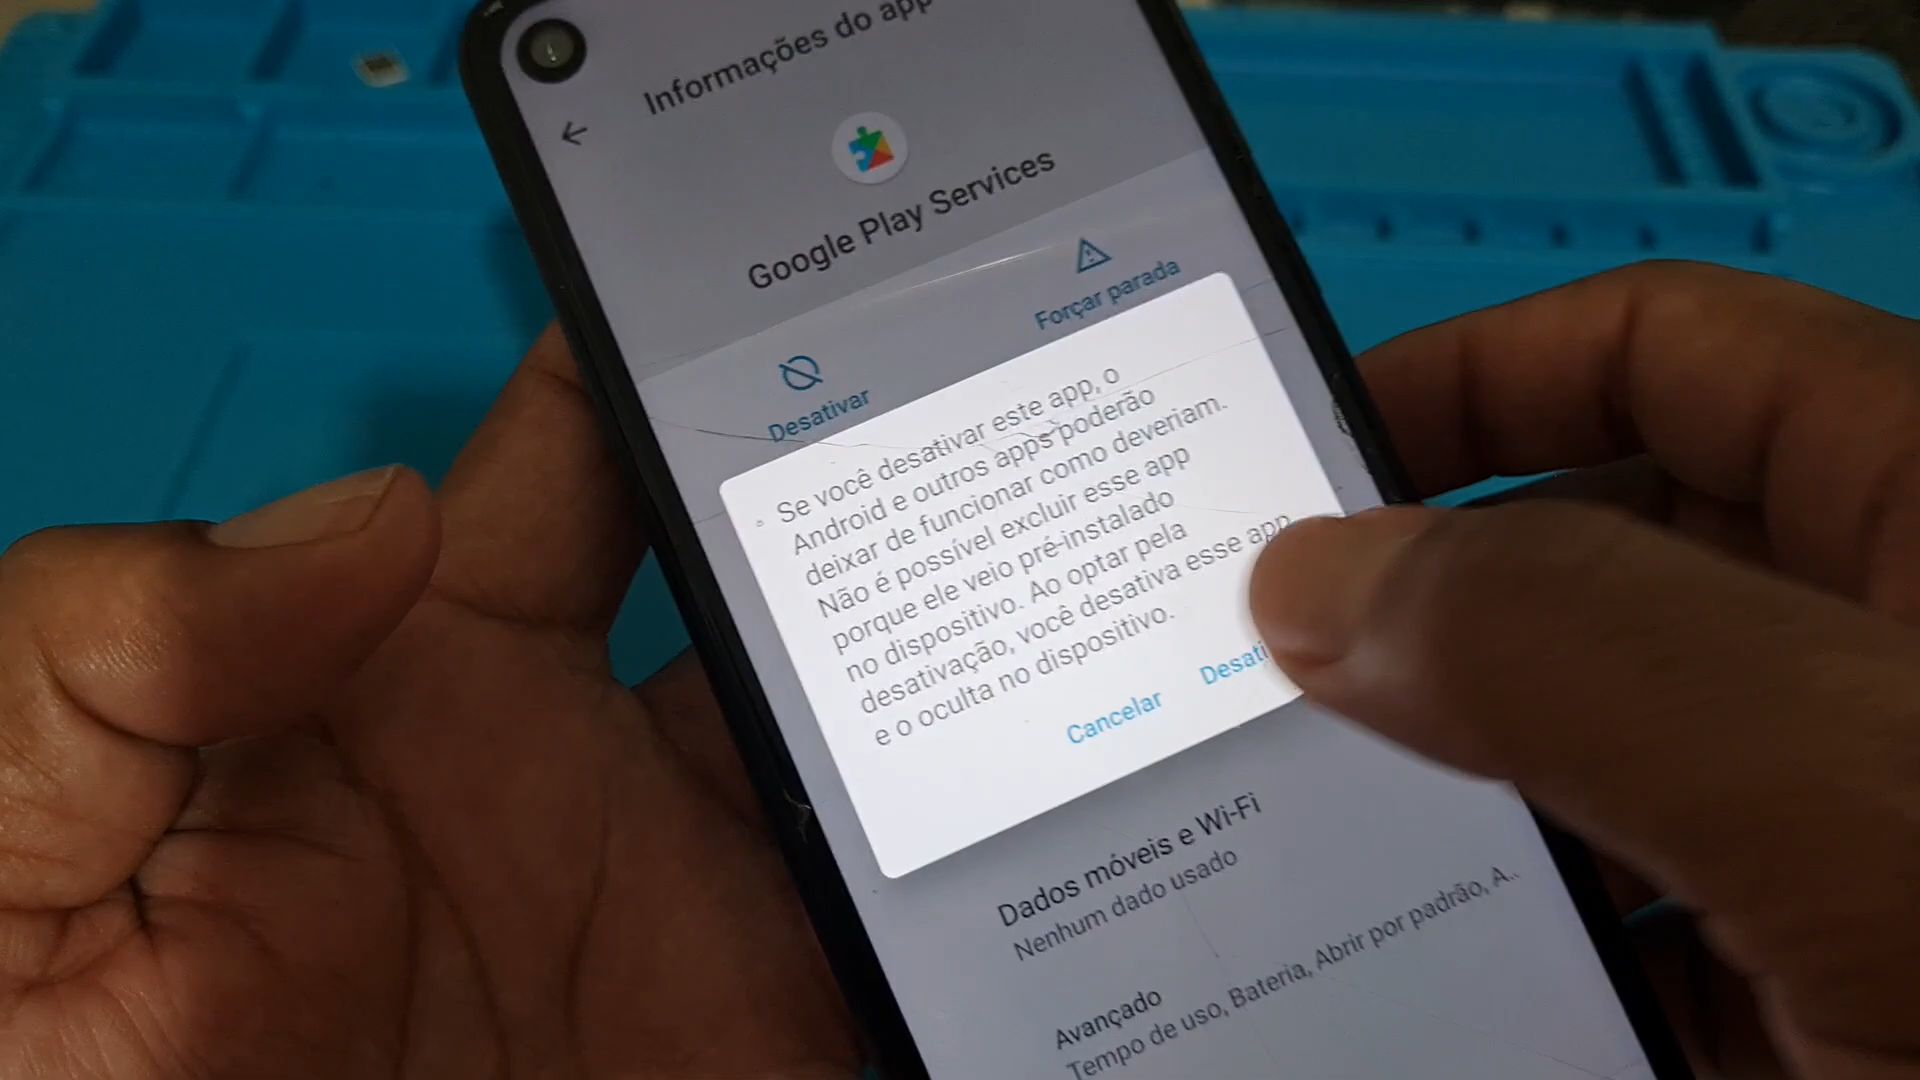 Informações do app
Google Play Services
Forçar parada
Desativar
Se você desativar este app, o
Android e outros apps poderão
deixar de funcionar como deveriam.
Não é possível excluir esse app
porque ele veio pré-instalado
no dispositivo. Ao optar pela
desativação, você desativa esse app
e o oculta no dispositivo.
Cancelar
Desati
Dados móveis e Wi-Fi
Nenhum dado usado
Avançado
Tempo de uso, Bateria, Abrir por padrão, A..